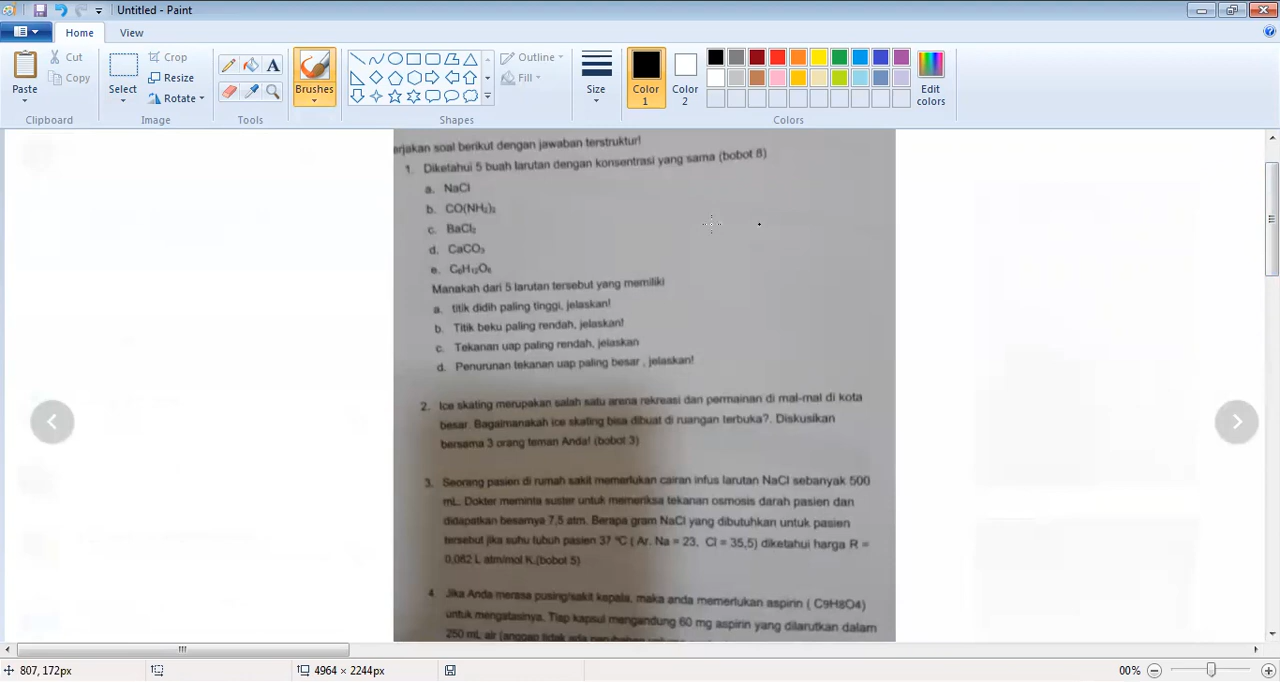 Untitled - Paint
Home
View
Paste
Cut
Copy
Clipboard
Select
Crop
Resize
Rotate
Image
A
Tools
Brushes
Shapes
Outline
Fill
Size
Color 1
Color 2
Edit colors
Colors
erjakan soal berikut dengan jawaban terstruktur!
1. Diketahui 5 buah larutan dengan konsentrasi yang sama (bobot 8)
a. NaCl
b. CO(NH₂)₂
c. BaCl₂
d. CaCO₃
e. C₆H₁₂O₆
Manakah dari 5 larutan tersebut yang memiliki
a. titik didih paling tinggi, jelaskan!
b. Titik beku paling rendah, jelaskan!
c. Tekanan uap paling rendah, jelaskan
d. Penurunan tekanan uap paling besar , jelaskan!
2. Ice skating merupakan salah satu arena rekreasi dan permainan di mal-mal di kota
besar. Bagaimanakah ice skating bisa dibuat di ruangan terbuka?. Diskusikan
bersama 3 orang teman Anda! (bobot 3)
3. Seorang pasien di rumah sakit memerlukan cairan infus larutan NaCl sebanyak 500
mL. Dokter meminta suster untuk memeriksa tekanan osmosis darah pasien dan
didapatkan besarnya 7,5 atm. Berapa gram NaCl yang dibutuhkan untuk pasien
tersebut jika suhu tubuh pasien 37 ºC ( Ar. Na = 23, Cl = 35,5) diketahui harga R =
0,082 L atm/mol K.(bobot 5)
4. Jika Anda merasa pusing/sakit kepala, maka anda memerlukan aspirin ( C9H8O4)
untuk mengatasinya. Tiap kapsul mengandung 60 mg aspirin yang dilarutkan dalam
250 mL air (anggap tidak ada perubahan volume
807, 172px
4964 × 2244px
00%